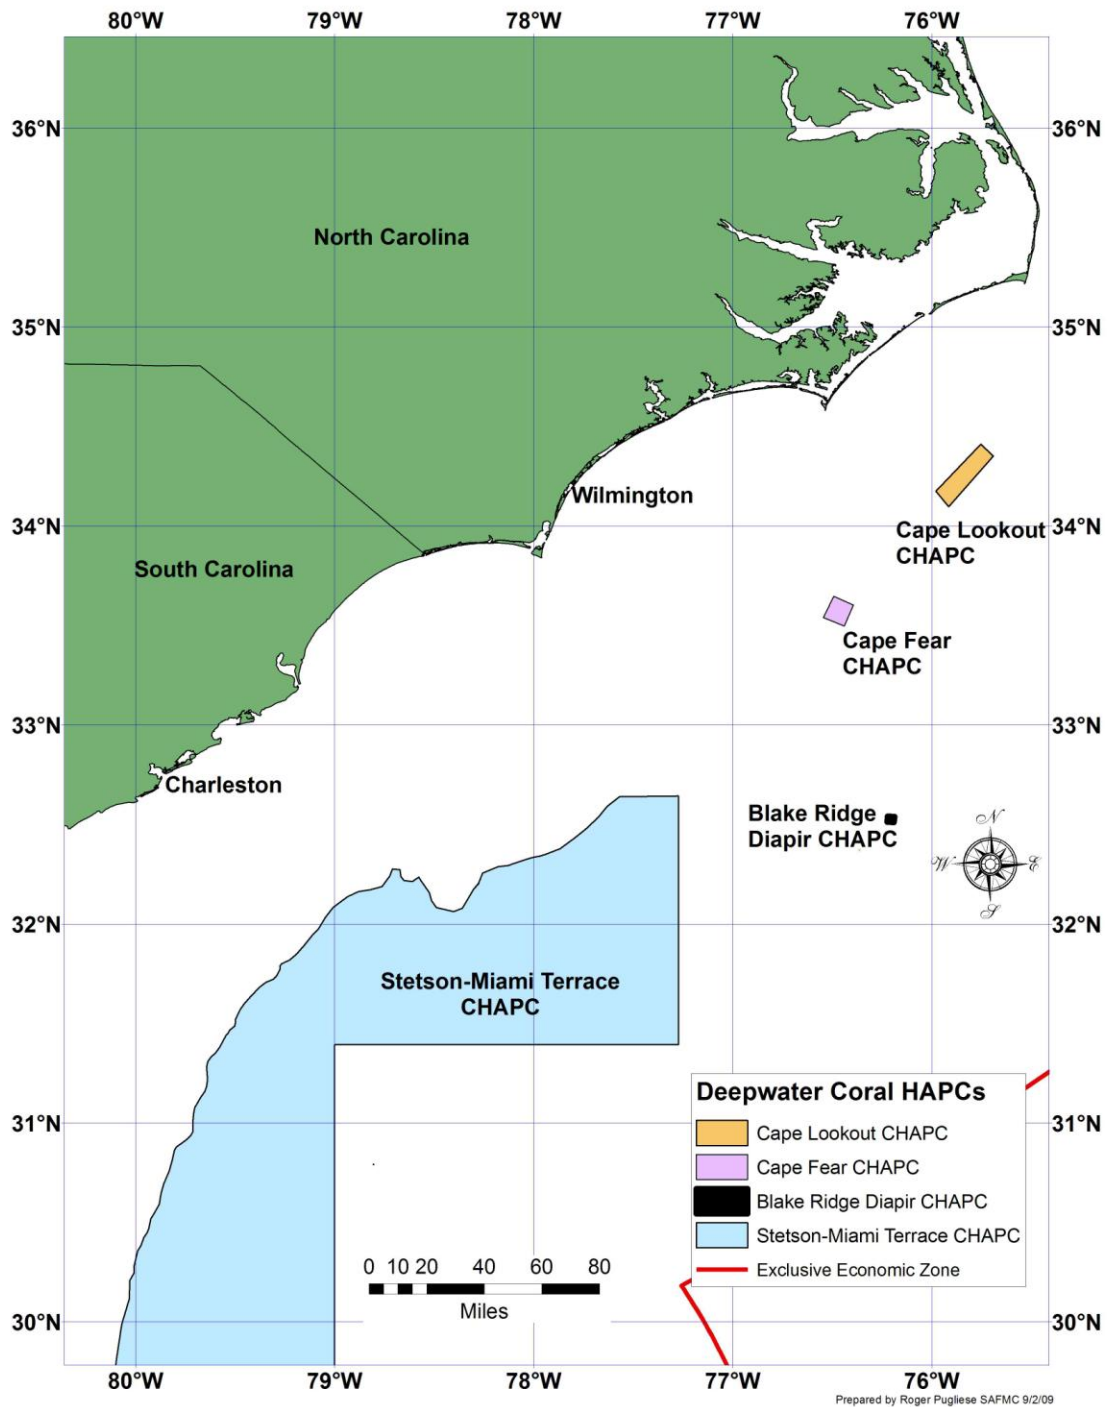 80°W 79°W 78°W 77°W 76°W
36°N 36°N
North Carolina
35°N 35°N
Wilmington
34°N 34°N
Cape Lookout
CHAPC
South Carolina
Cape Fear
CHAPC
33°N 33°N
Charleston
Blake Ridge
Diapir CHAPC
N
W E
S
32°N 32°N
Stetson-Miami Terrace
CHAPC
31°N 31°N
Deepwater Coral HAPCs
Cape Lookout CHAPC
Cape Fear CHAPC
Blake Ridge Diapir CHAPC
Stetson-Miami Terrace CHAPC
Exclusive Economic Zone
0 10 20 40 60 80
Miles
30°N 30°N
80°W 79°W 78°W 77°W 76°W
Prepared by Roger Pugliese SAFMC 9/2/09